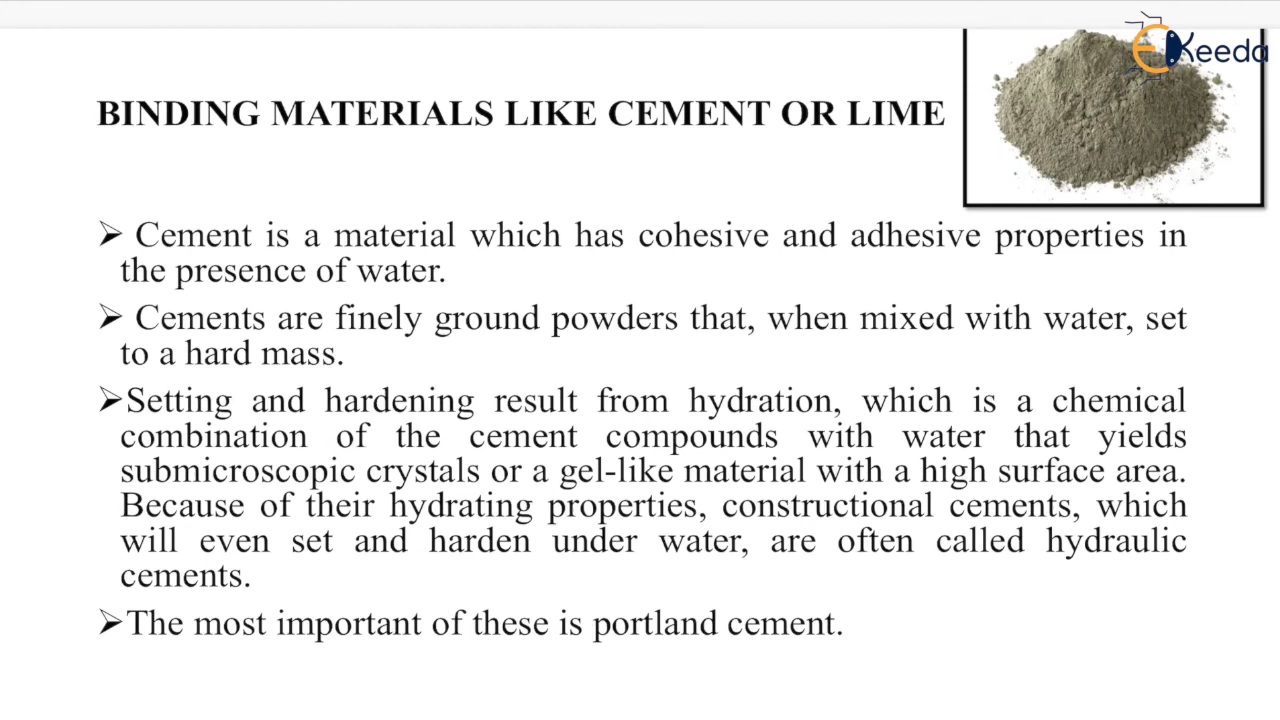 EKeeda
BINDING MATERIALS LIKE CEMENT OR LIME
➢ Cement is a material which has cohesive and adhesive properties in
the presence of water.
➢ Cements are finely ground powders that, when mixed with water, set
to a hard mass.
➢Setting and hardening result from hydration, which is a chemical
combination of the cement compounds with water that yields
submicroscopic crystals or a gel-like material with a high surface area.
Because of their hydrating properties, constructional cements, which
will even set and harden under water, are often called hydraulic
cements.
➢The most important of these is portland cement.